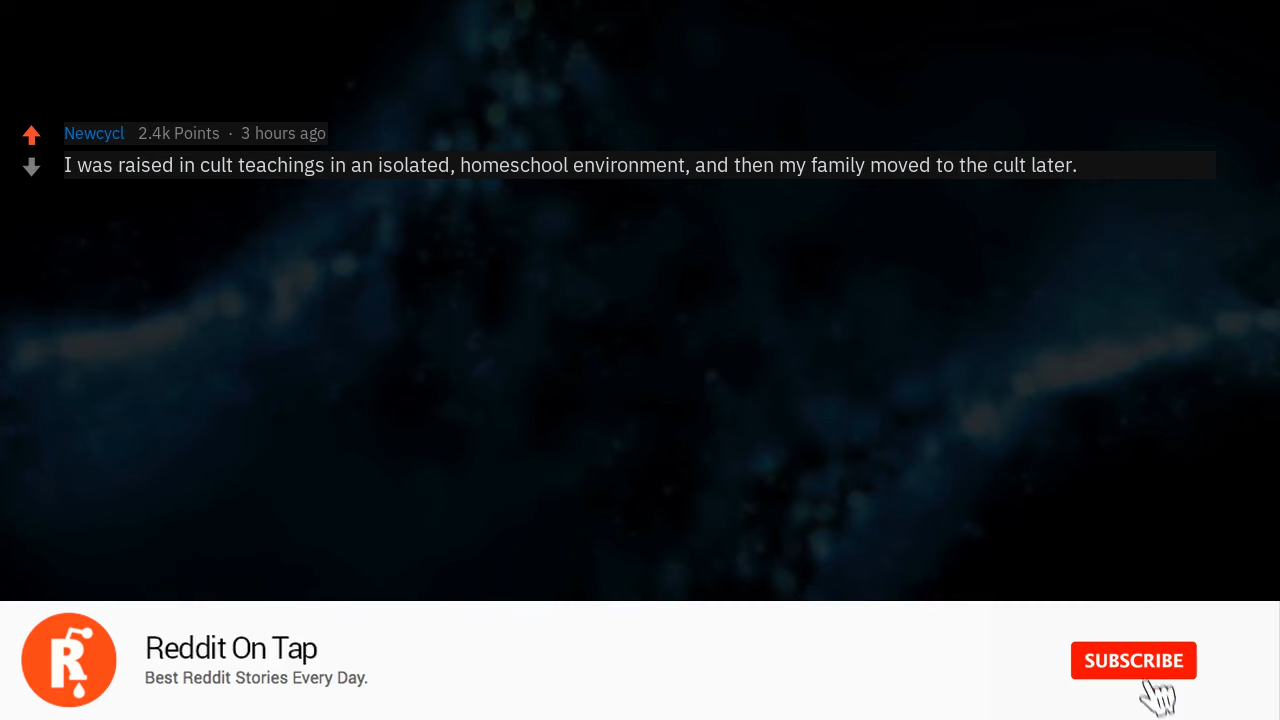 Newcycl 2.4k Points · 3 hours ago
I was raised in cult teachings in an isolated, homeschool environment, and then my family moved to the cult later.
Reddit On Tap
Best Reddit Stories Every Day.
SUBSCRIBE